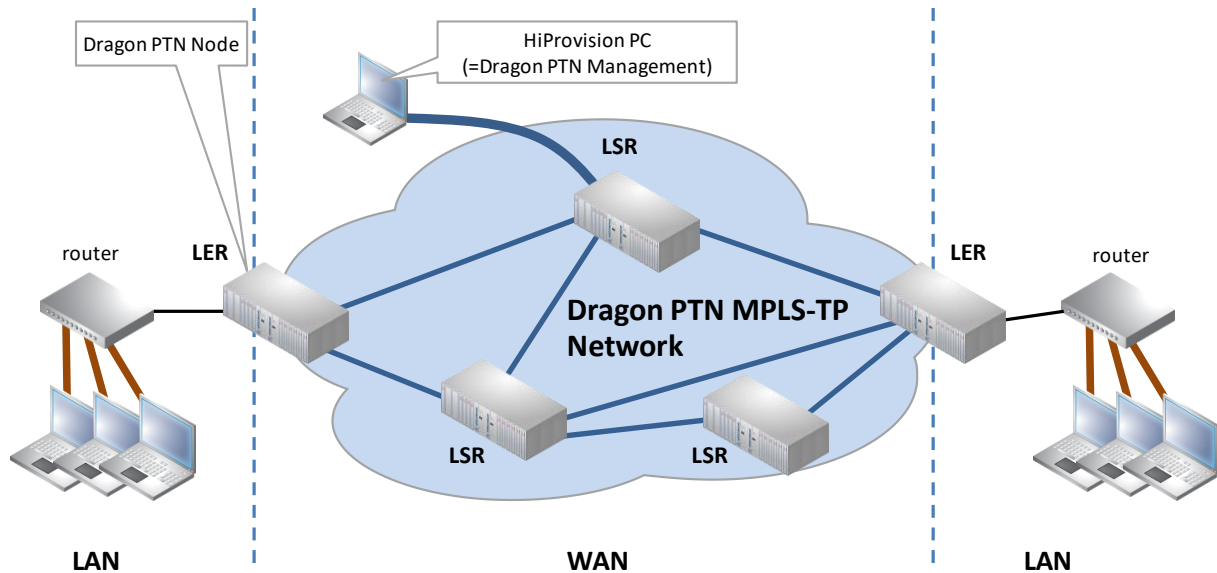 Dragon PTN Node
HiProvision PC
(=Dragon PTN Management)
LSR
router
LER
LER
router
Dragon PTN MPLS-TP
Network
LSR
LSR
LAN
WAN
LAN